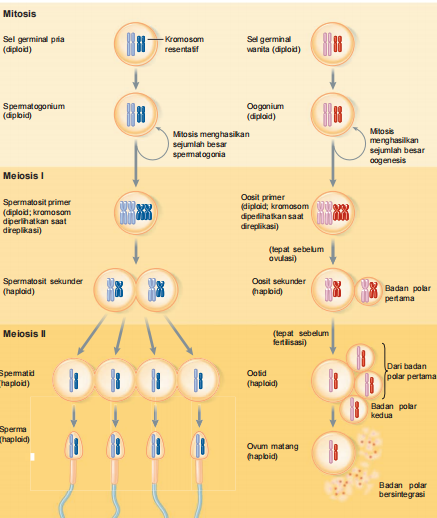 Mitosis
Sel germinal pria
(diploid)
Kromosom
resentatif
Sel germinal
wanita (diploid)
Spermatogonium
(diploid)
Oogonium
(diploid)
Mitosis menghasilkan
sejumlah besar
spermatogonia
Mitosis
menghasilkan
sejumlah besar
oogenesis
Meiosis I
Spermatosit primer
(diploid; kromosom
diperlihatkan saat
direplikasi)
Oosit primer
(diploid; kromosom
diperlihatkan saat
direplikasi)
(tepat sebelum
ovulasi)
Spermatosit sekunder
(haploid)
Oosit sekunder
(haploid)
Badan polar
pertama
Meiosis II
(tepat sebelum
fertilisasi)
Spermatid
(haploid)
Ootid
(haploid)
Dari badan
polar pertama
Badan polar
kedua
Sperma
(haploid)
Ovum matang
(haploid)
Badan polar
bersintegrasi